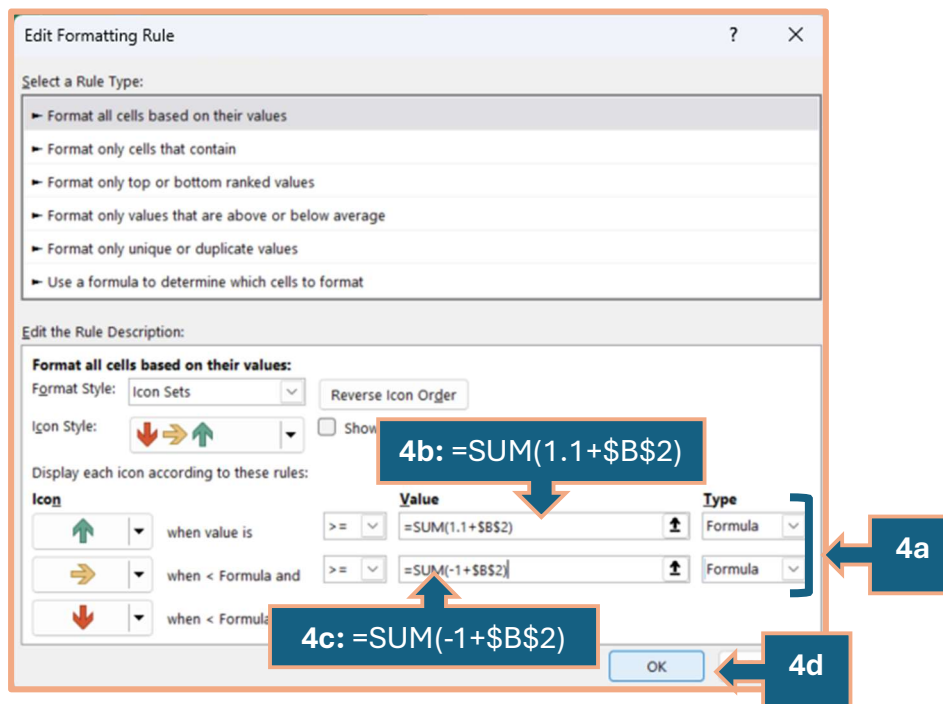 Edit Formatting Rule ? ×
Select a Rule Type:
► Format all cells based on their values
► Format only cells that contain
► Format only top or bottom ranked values
► Format only values that are above or below average
► Format only unique or duplicate values
► Use a formula to determine which cells to format
Edit the Rule Description:
Format all cells based on their values:
Format Style: Icon Sets Reverse Icon Order
Icon Style: Show
4b: =SUM(1.1+$B$2)
Display each icon according to these rules:
Icon Value Type
when value is >= =SUM(1.1+$B$2) Formula
4a
when < Formula and >= =SUM(-1+$B$2) Formula
when < Formula
4c: =SUM(-1+$B$2)
OK
4d